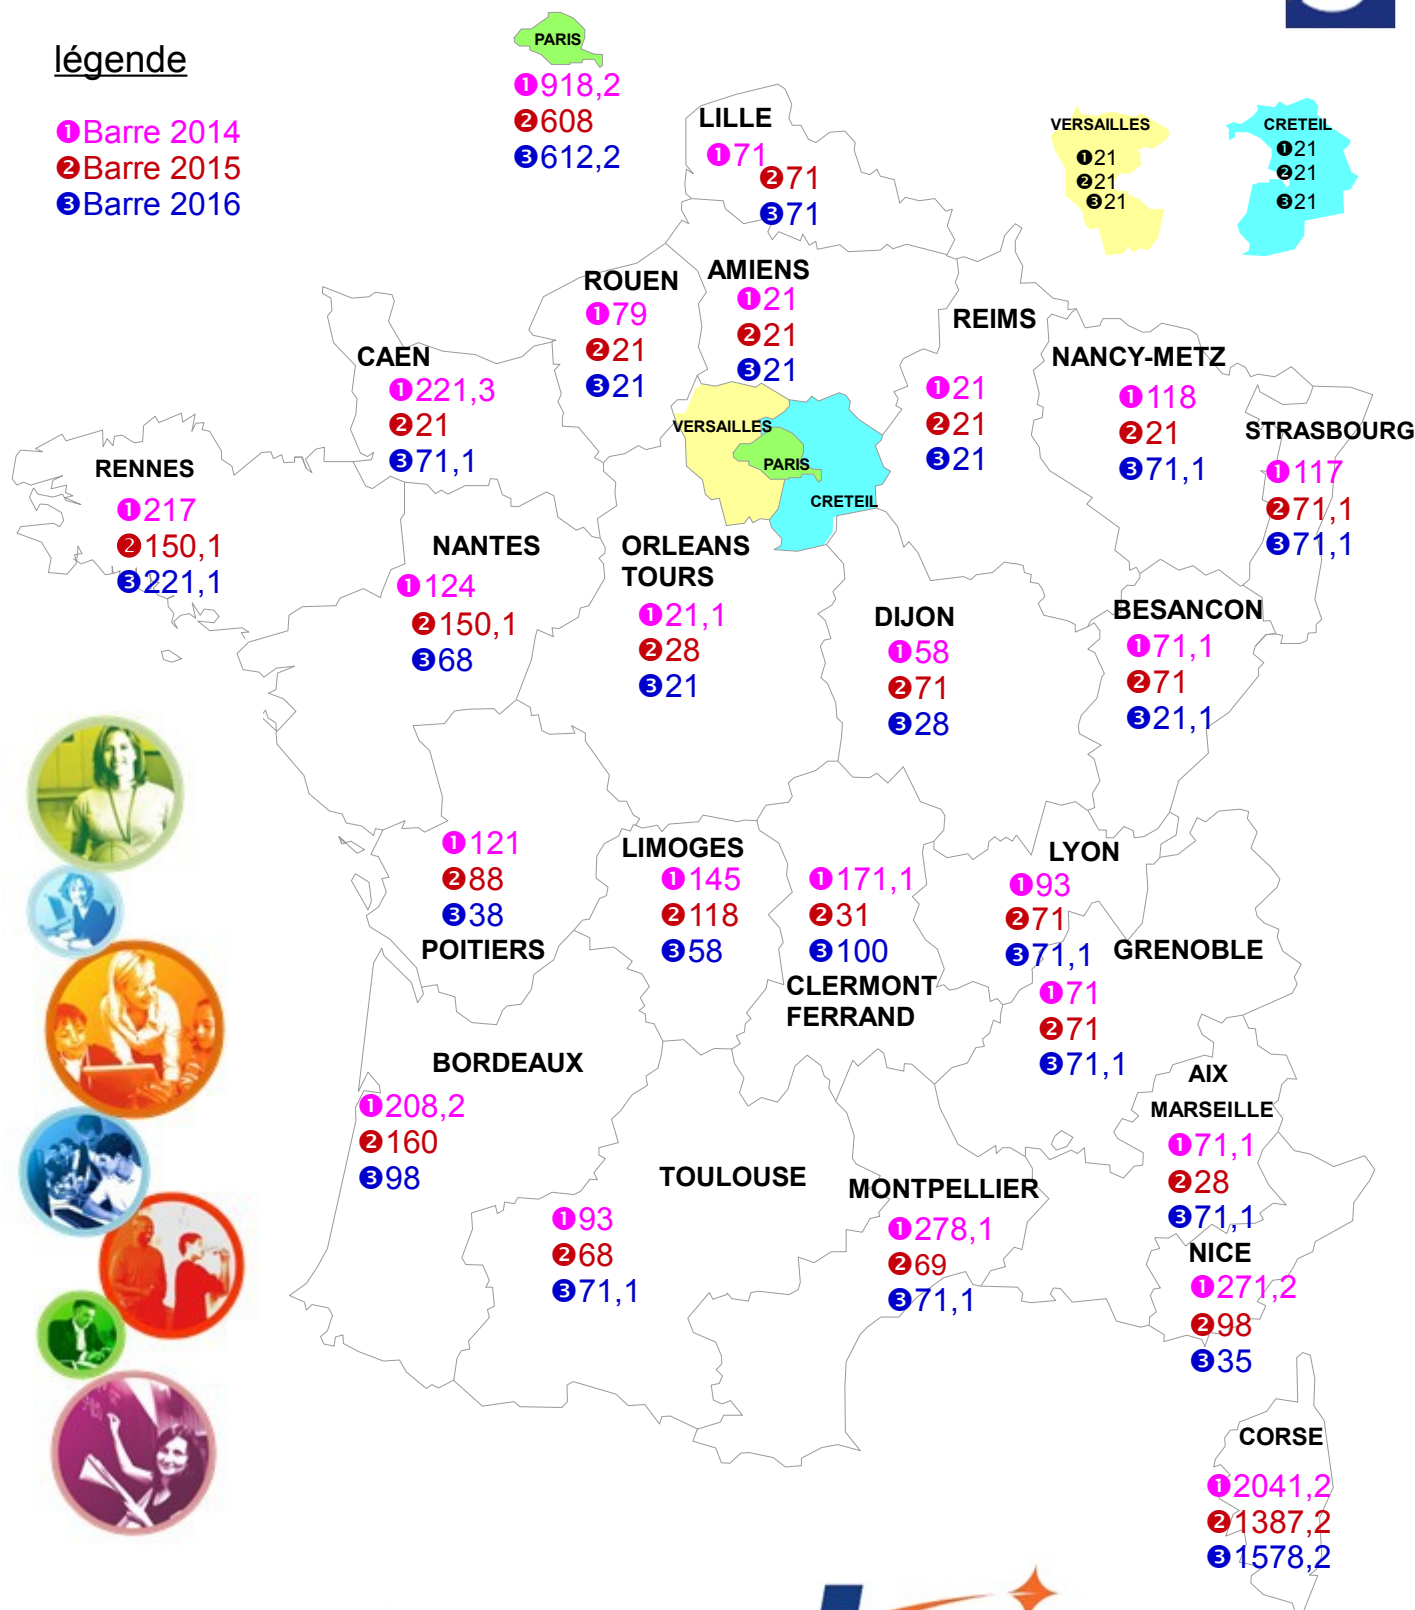 légende
❶Barre 2014
❷Barre 2015
❸Barre 2016
PARIS
❶918,2
❷608
❸612,2
LILLE
❶71
❷71
❸71
VERSAILLES
❶21
❷21
❸21
CRETEIL
❶21
❷21
❸21
ROUEN
❶79
❷21
❸21
AMIENS
❶21
❷21
❸21
REIMS
❶21
❷21
❸21
NANCY-METZ
❶118
❷21
❸71,1
STRASBOURG
❶117
❷71,1
❸71,1
CAEN
❶221,3
❷21
❸71,1
VERSAILLES
PARIS
CRETEIL
RENNES
❶217
❷150,1
❸221,1
NANTES
❶124
❷150,1
❸68
ORLEANS
TOURS
❶21,1
❷28
❸21
DIJON
❶58
❷71
❸28
BESANCON
❶71,1
❷71
❸21,1
❶121
❷88
❸38
POITIERS
LIMOGES
❶145
❷118
❸58
❶171,1
❷31
❸100
CLERMONT
FERRAND
LYON
❶93
❷71
❸71,1
GRENOBLE
❶71
❷71
❸71,1
BORDEAUX
❶208,2
❷160
❸98
TOULOUSE
❶93
❷68
❸71,1
MONTPELLIER
❶278,1
❷69
❸71,1
AIX
MARSEILLE
❶71,1
❷28
❸71,1
NICE
❶271,2
❷98
❸35
CORSE
❶2041,2
❷1387,2
❸1578,2